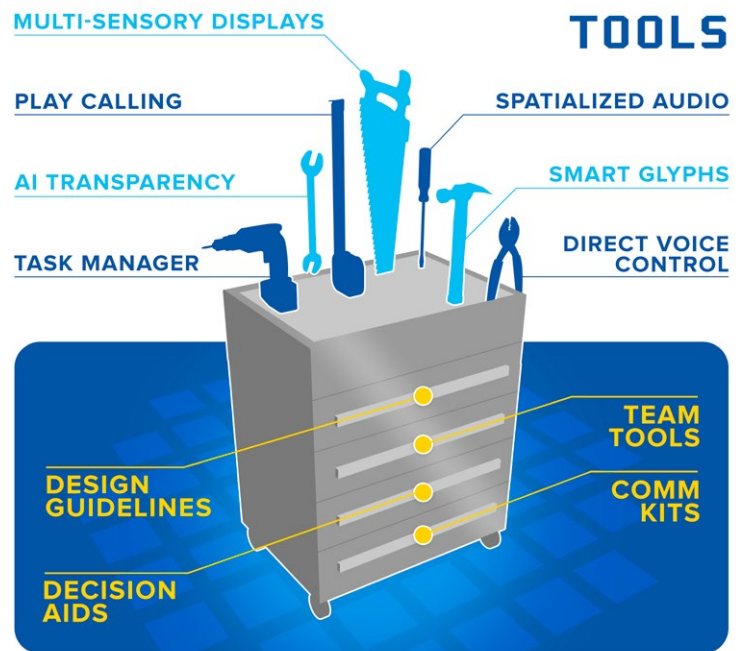 MULTI-SENSORY DISPLAYS
TOOLS
PLAY CALLING
SPATIALIZED AUDIO
AI TRANSPARENCY
SMART GLYPHS
TASK MANAGER
DIRECT VOICE
CONTROL
TEAM
TOOLS
DESIGN
GUIDELINES
COMM
KITS
DECISION
AIDS